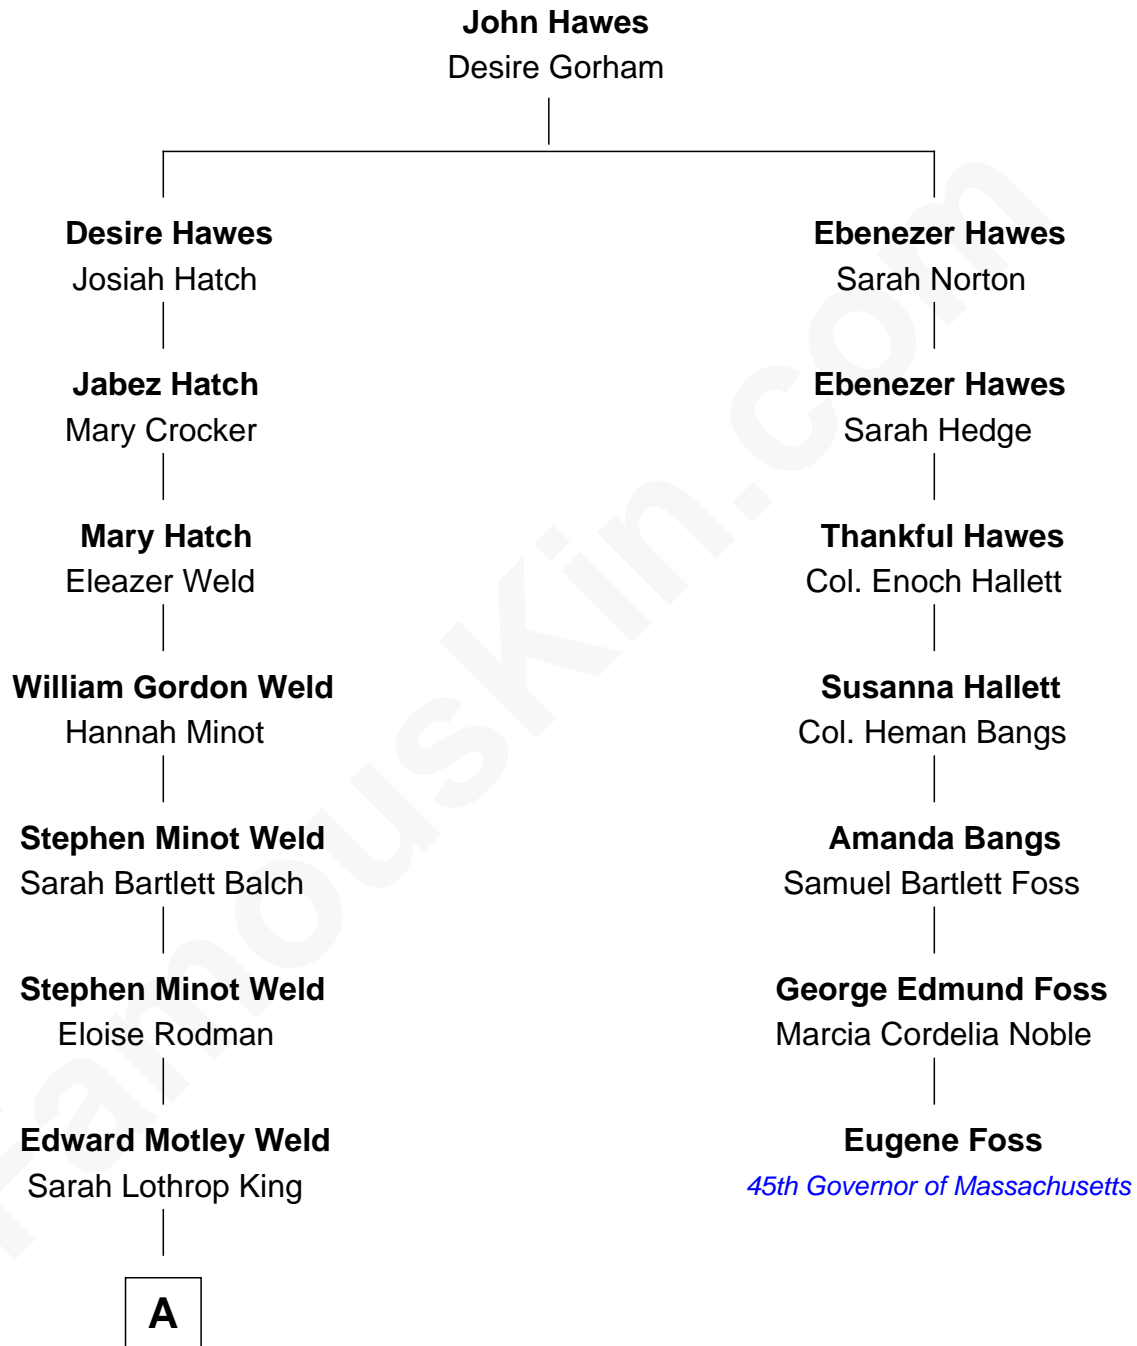 John Hawes
Desire Gorham
Desire Hawes
Josiah Hatch
Jabez Hatch
Mary Crocker
Mary Hatch
Eleazer Weld
William Gordon Weld
Hannah Minot
Stephen Minot Weld
Sarah Bartlett Balch
Stephen Minot Weld
Eloise Rodman
Edward Motley Weld
Sarah Lothrop King
A
Ebenezer Hawes
Sarah Norton
Ebenezer Hawes
Sarah Hedge
Thankful Hawes
Col. Enoch Hallett
Susanna Hallett
Col. Heman Bangs
Amanda Bangs
Samuel Bartlett Foss
George Edmund Foss
Marcia Cordelia Noble
Eugene Foss
45th Governor of Massachusetts
FamousKin.com